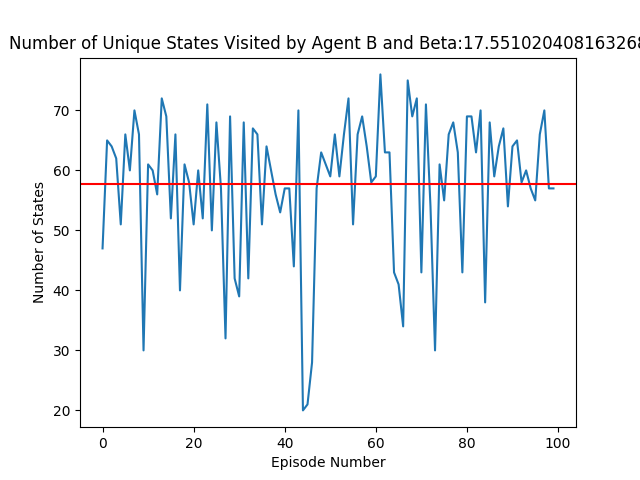 Number of Unique States Visited by Agent B and Beta:17.551020408163268
70
60
50
40
30
20
Number of States
0 20 40 60 80 100
Episode Number